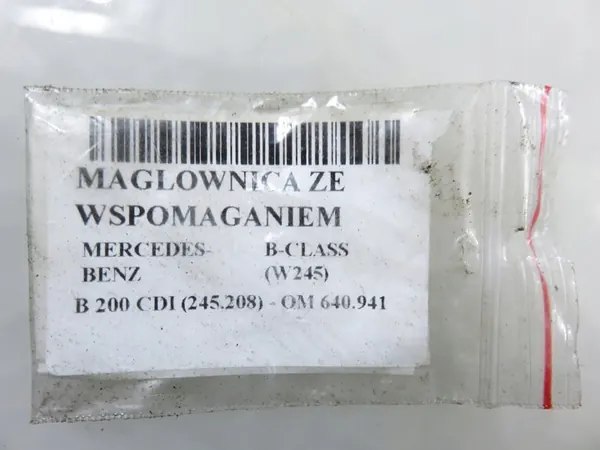 MAGLOWNICA ZE
WSPOMAGANIEM
MERCEDES- B-CLASS
BENZ (W245)
B 200 CDI (245.208) - OM 640.941